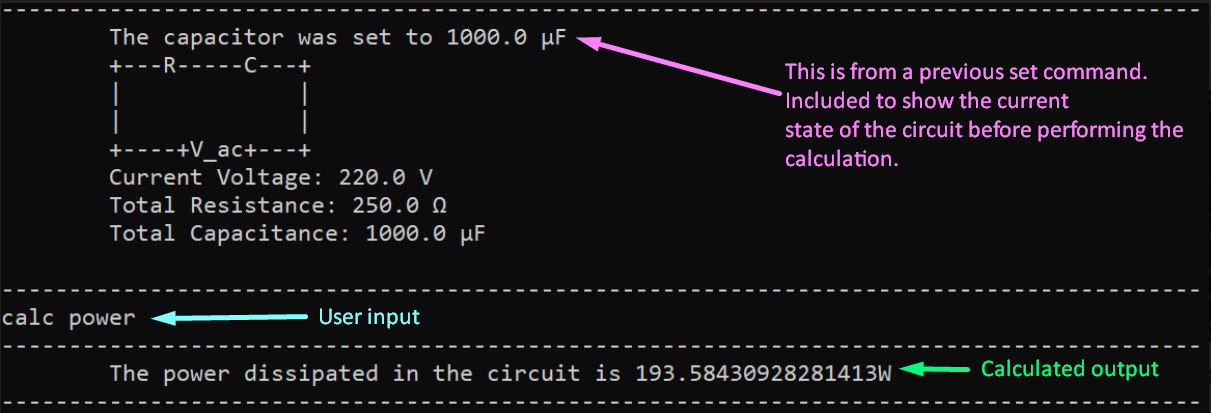 --------------------------------------------------------------------------------
The capacitor was set to 1000.0 µF
+---R-----C---+
|             |
|             |
+----+V_ac+---+
Current Voltage: 220.0 V
Total Resistance: 250.0 Ω
Total Capacitance: 1000.0 µF
This is from a previous set command.
Included to show the current
state of the circuit before performing the
calculation.
--------------------------------------------------------------------------------
calc power
User input
--------------------------------------------------------------------------------
The power dissipated in the circuit is 193.58430928281413W
Calculated output
--------------------------------------------------------------------------------